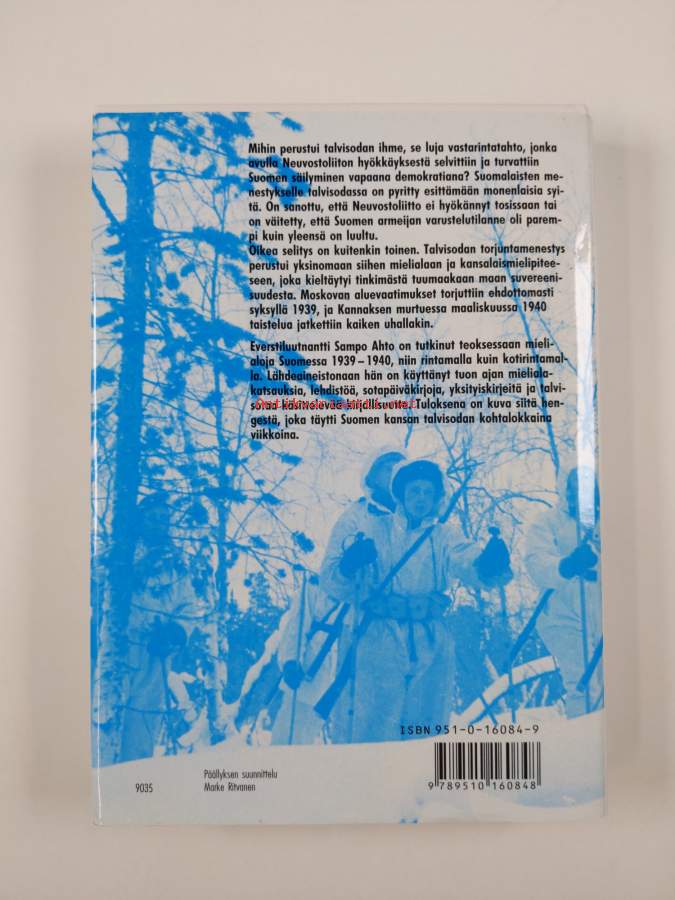 Mihin perustui talvisodan ihme, se luja vastarintatahto, jonka
avulla Neuvostoliiton hyökkäyksestä selvittiin ja turvattiin
Suomen säilyminen vapaana demokratiana? Suomalaisten me-
nestykselle talvisodassa on pyritty esittämään monenlaisia syi-
tä. On sanottu, että Neuvostoliitto ei hyökännyt tosissaan tai
on väitetty, että Suomen armeijan varustelutilanne oli parem-
pi kuin yleensä on luultu.
Oikea selitys on kuitenkin toinen. Talvisodan torjuntamenestys
perustui yksinomaan siihen mielialaan ja kansalaismielipitee-
seen, joka kieltäytyi tinkimästä tuumaakaan maan suvereeni-
suudesta. Moskovan aluevaatimukset torjuttiin ehdottomasti
syksyllä 1939, ja Kannaksen murtuessa maaliskuussa 1940
taistelua jatkettiin kaiken uhallakin.
Everstiluutnantti Sampo Ahto on tutkinut teoksessaan mieli-
aloja Suomessa 1939–1940, niin rintamalla kuin kotirintamal-
la. Lähdeaineistonaan hän on käyttänyt tuon ajan mieliala-
katsauksia, lehdistöä, sotapäiväkirjoja, yksityiskirjeitä ja talvi-
sotaa käsittelevää kirjallisuutta. Tuloksena on kuva siitä hen-
gestä, joka täytti Suomen kansan talvisodan kohtalokkaina
viikkoina.
ISBN 951-0-16084-9
9 789510 160848
Päällyksen suunnittelu
9035 Marke Ritvanen